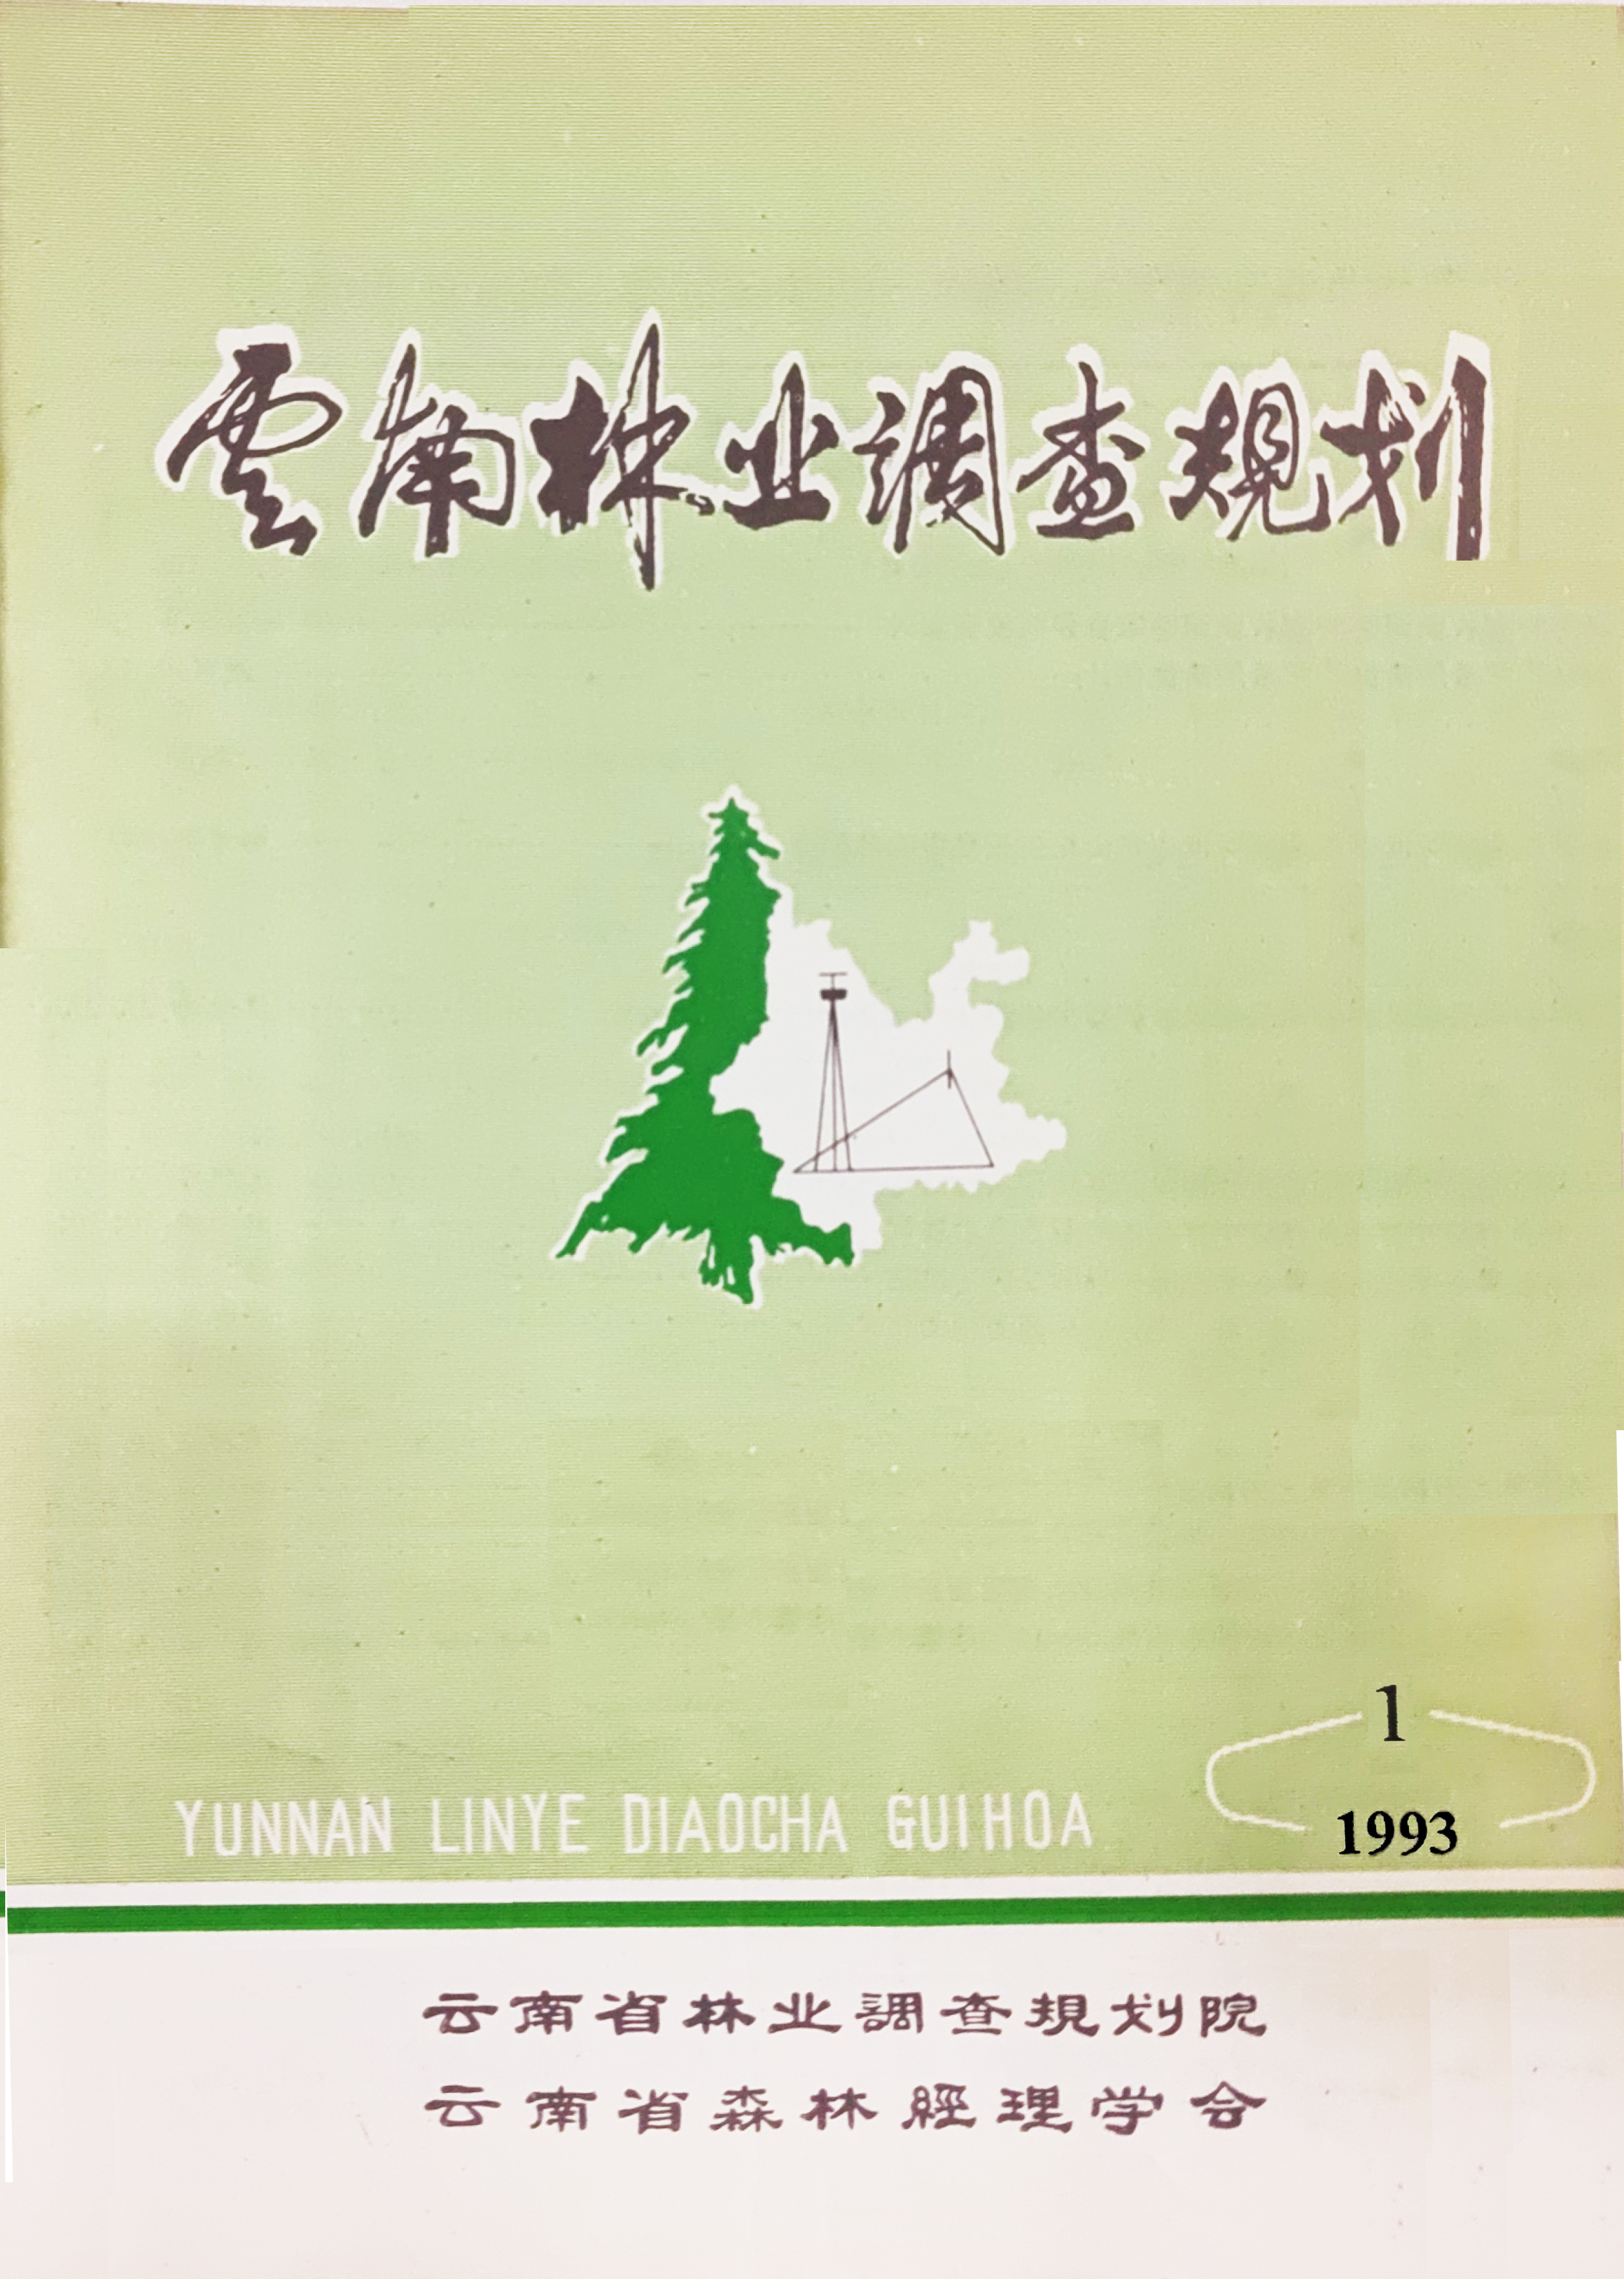 雲南林业調查规划
1
YUNNAN LINYE DIAOCHA GUIHOA
1993
云南省林业調查規划院
云南省森林經理学会